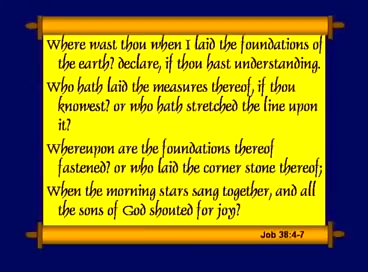 Where wast thou when I laid the foundations of
the earth? declare, if thou hast understanding.
Who hath laid the measures thereof, if thou
knowest? or who hath stretched the line upon
it?
Whereupon are the foundations thereof
fastened? or who laid the corner stone thereof;
When the morning stars sang together, and all
the sons of God shouted for joy?
Job 38:4-7